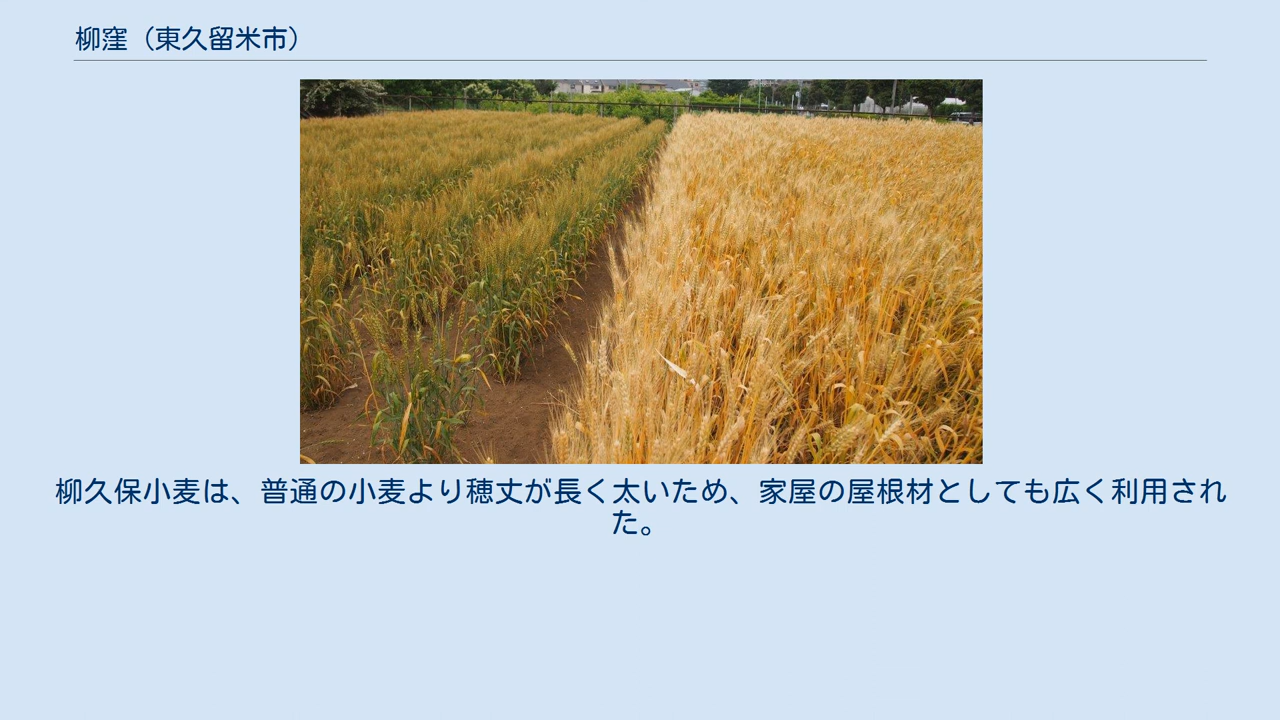 柳窪（東久留米市）
柳久保小麦は、普通の小麦より穂丈が長く太いため、家屋の屋根材としても広く利用され
た。